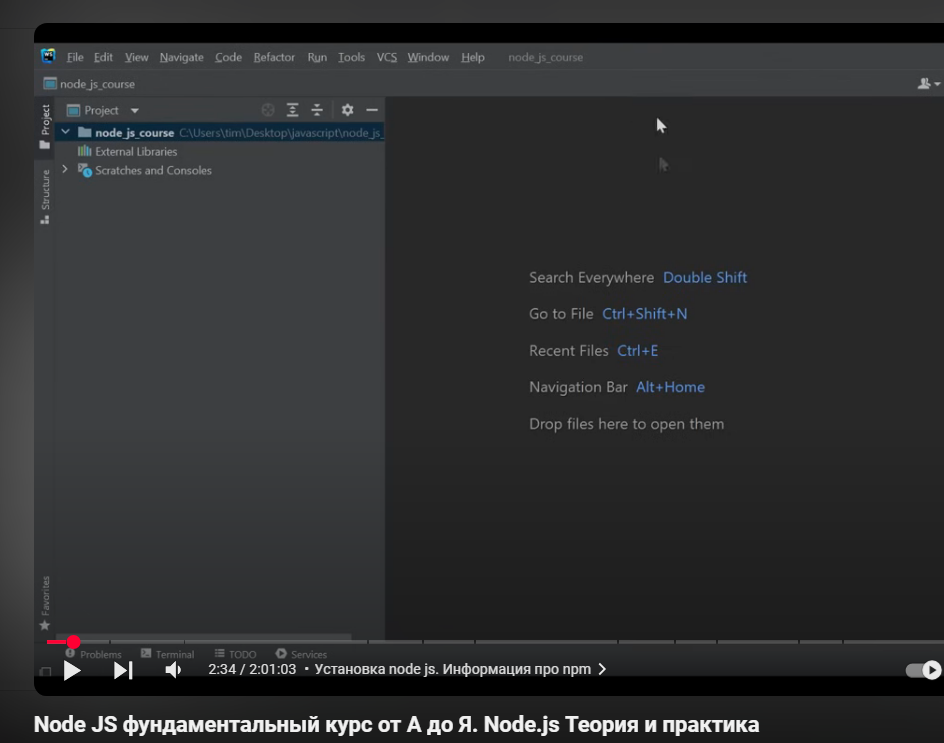 WS File Edit View Navigate Code Refactor Run Tools VCS Window Help node_js_course
node_js_course
Project
Project
node_js_course C:\Users\tim\Desktop\javascript\node_js_
External Libraries
Scratches and Consoles
Structure
Search Everywhere Double Shift
Go to File Ctrl+Shift+N
Recent Files Ctrl+E
Navigation Bar Alt+Home
Drop files here to open them
Favorites
Problems Terminal TODO Services
2:34 / 2:01:03 • Установка node js. Информация про npm
Node JS фундаментальный курс от А до Я. Node.js Теория и практика